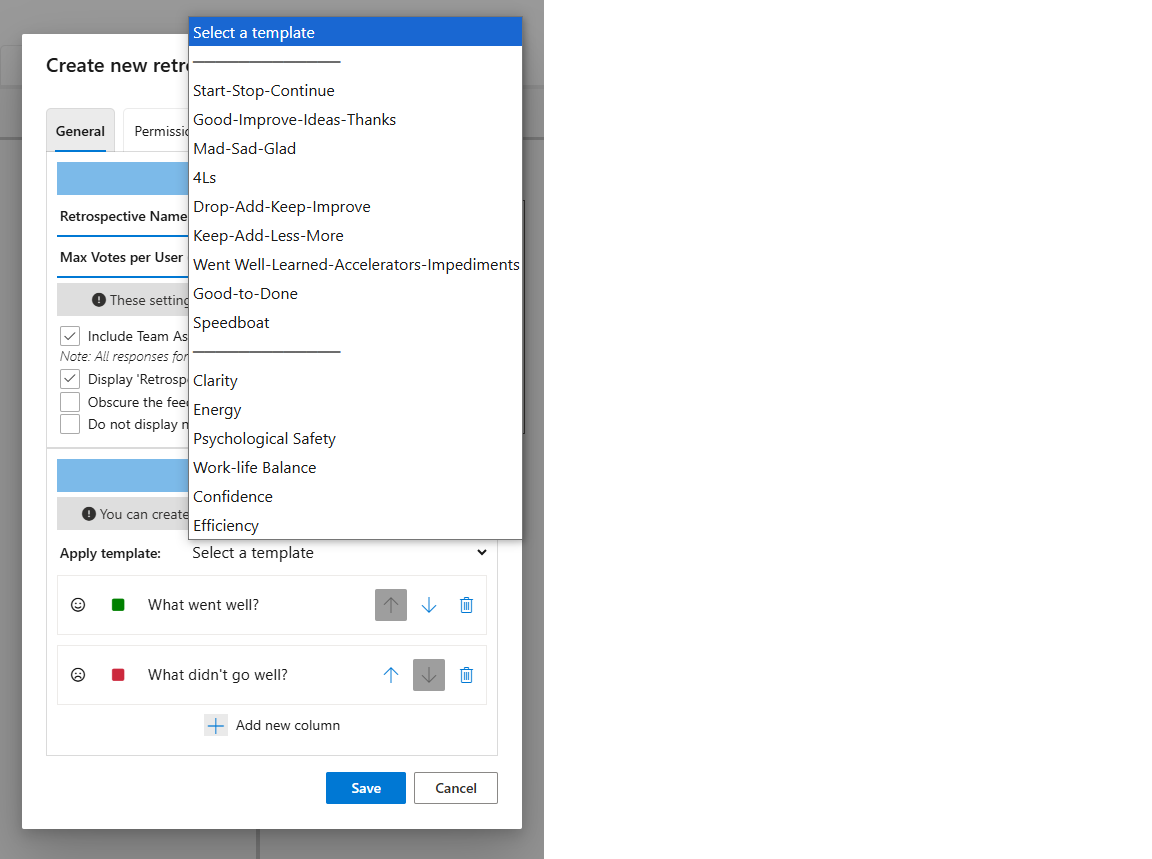 Select a template
Create new retr
Start-Stop-Continue
Good-Improve-Ideas-Thanks
General
Permissio
Mad-Sad-Glad
4Ls
Drop-Add-Keep-Improve
Retrospective Name
Keep-Add-Less-More
Max Votes per User
Went Well-Learned-Accelerators-Impediments
Good-to-Done
These setting
Speedboat
Include Team As
Note: All responses for
Display 'Retrosp
Clarity
Obscure the fee
Energy
Do not display n
Psychological Safety
Work-life Balance
Confidence
You can create
Efficiency
Apply template:
Select a template
What went well?
What didn't go well?
Add new column
Save
Cancel